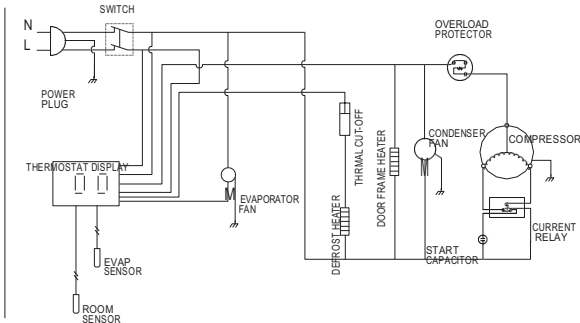 SWITCH
N
L
POWER
PLUG
OVERLOAD
PROTECTOR
THERMOSTAT DISPLAY
EVAPORATOR
FAN
M
THRMAL CUT-OFF
DEFROST HEATER
DOOR FRAME HEATER
CONDENSER
FAN
M
COMPRESSOR
CURRENT
RELAY
START
CAPACITOR
EVAP
SENSOR
ROOM
SENSOR